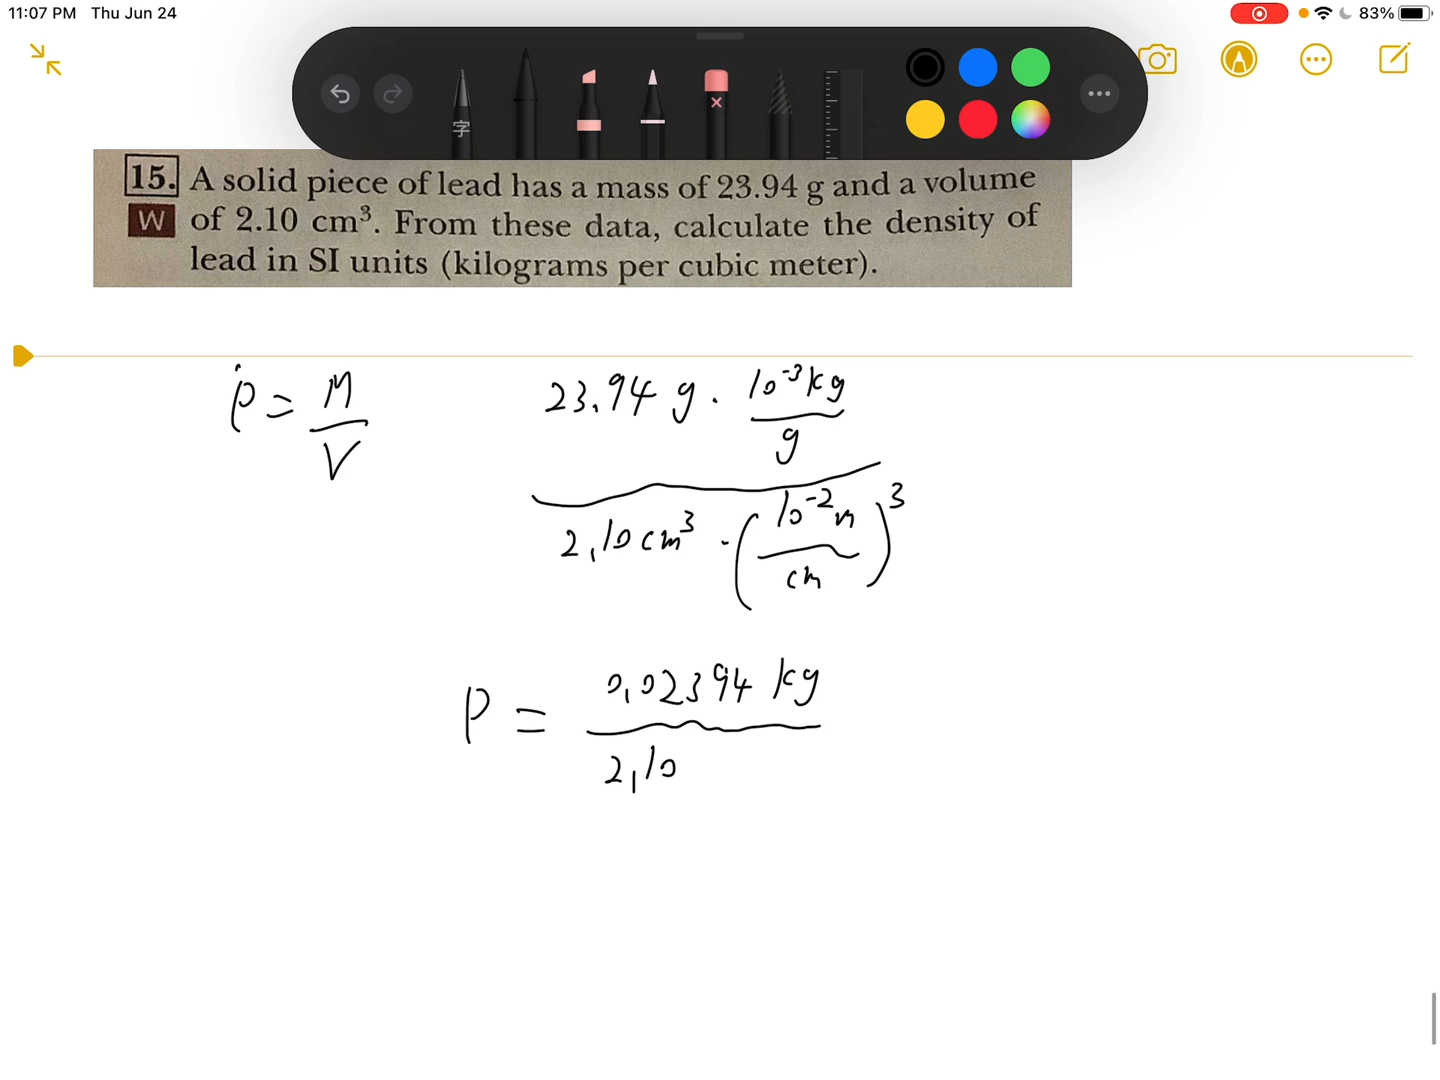 11:07 PM Thu Jun 24
83%
字
15. A solid piece of lead has a mass of 23.94 g and a volume
W of 2.10 cm³. From these data, calculate the density of
lead in SI units (kilograms per cubic meter).
ρ = M / V
23.94 g · 10⁻³ kg / g
2.10 cm³ · (10⁻² m / cm)³
ρ = 0.02394 kg
2.10